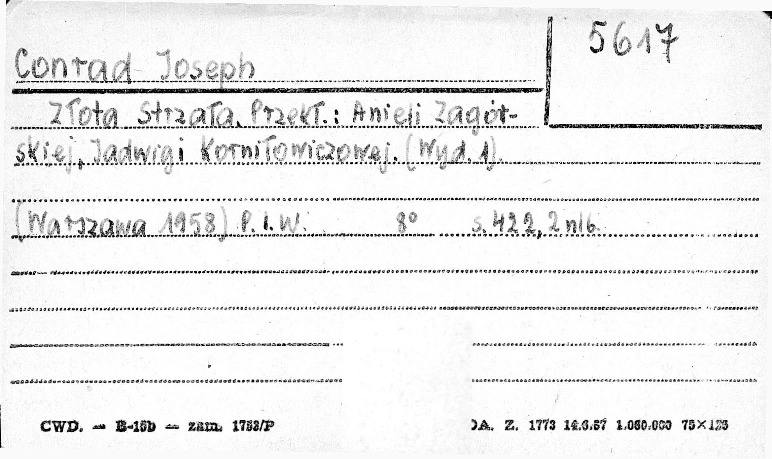 5617
Conrad Joseph
Złota Strzała. Przekł.: Anieli Zagór-
skiej, Jadwigi Korniłowiczowej. (Wyd. 1).
(Warszawa 1958) P.I.W. 8° s. 422, 2 nlb.
CWD. — B-15b — zam. 1753/P DA. Z. 1773 14.6.57 1.060.000 75×125